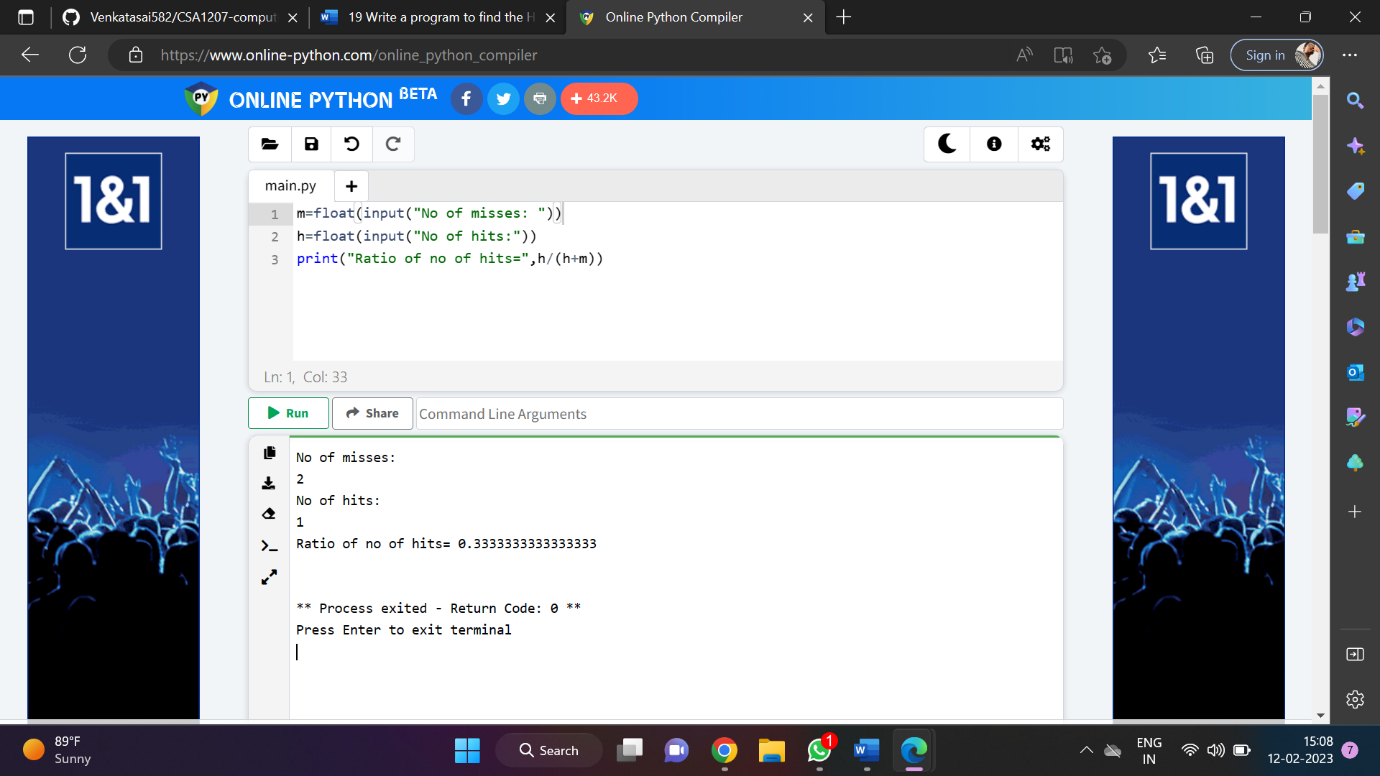 Venkatasai582/CSA1207-comput
19 Write a program to find the H
Online Python Compiler
https://www.online-python.com/online_python_compiler
Sign in
PY
ONLINE PYTHON BETA
43.2K
1&1
1&1
main.py
1 m=float(input("No of misses: "))
2 h=float(input("No of hits:"))
3 print("Ratio of no of hits=",h/(h+m))
Ln: 1, Col: 33
Run
Share
Command Line Arguments
No of misses:
2
No of hits:
1
Ratio of no of hits= 0.3333333333333333
** Process exited - Return Code: 0 **
Press Enter to exit terminal
89°F
Sunny
Search
1
ENG
IN
15:08
12-02-2023
7